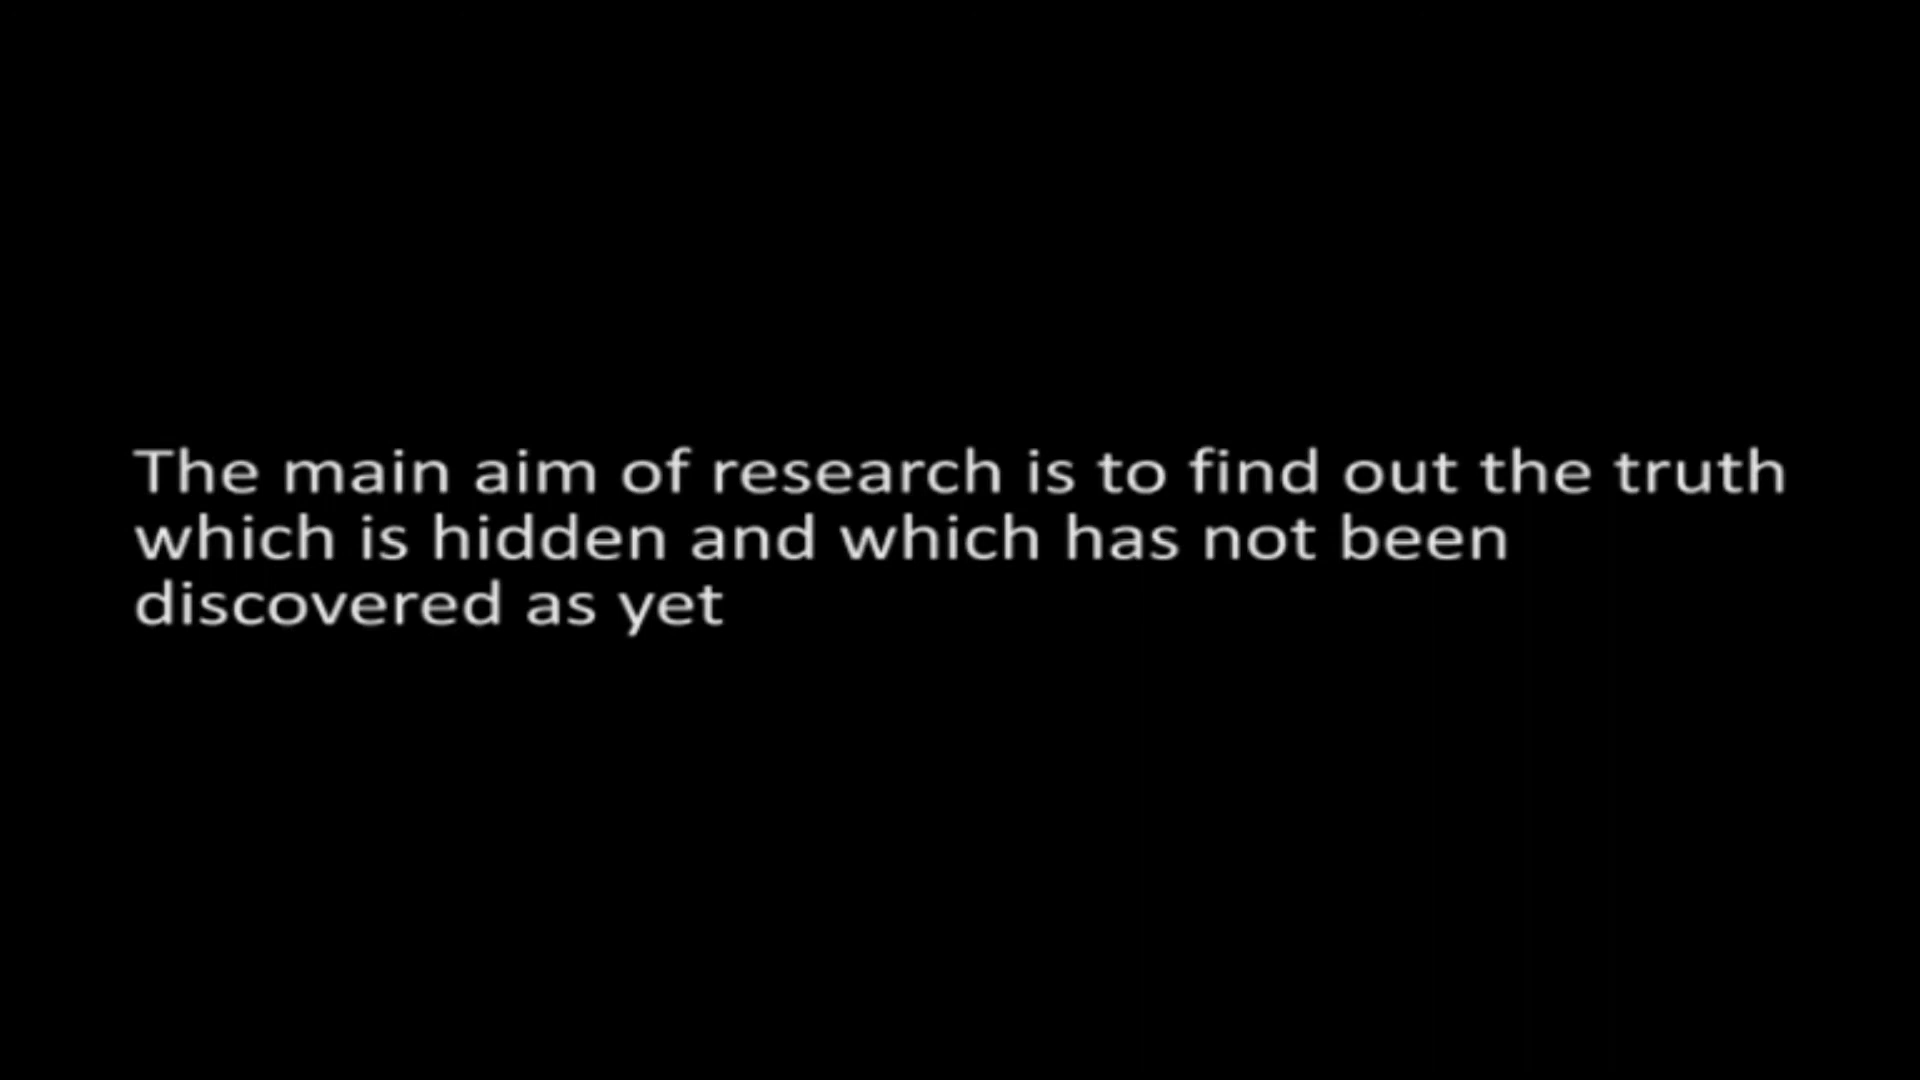 The main aim of research is to find out the truth
which is hidden and which has not been
discovered as yet